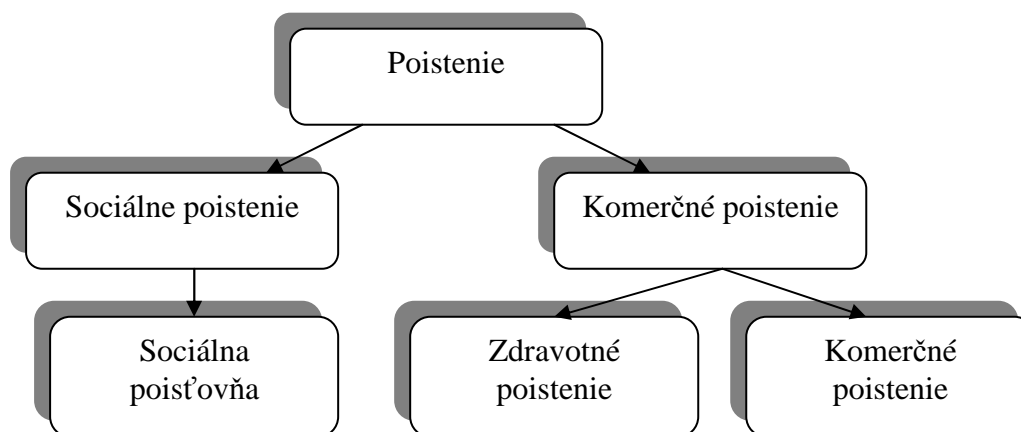 Poistenie
Sociálne poistenie
Komerčné poistenie
Sociálna
poisťovňa
Zdravotné
poistenie
Komerčné
poistenie